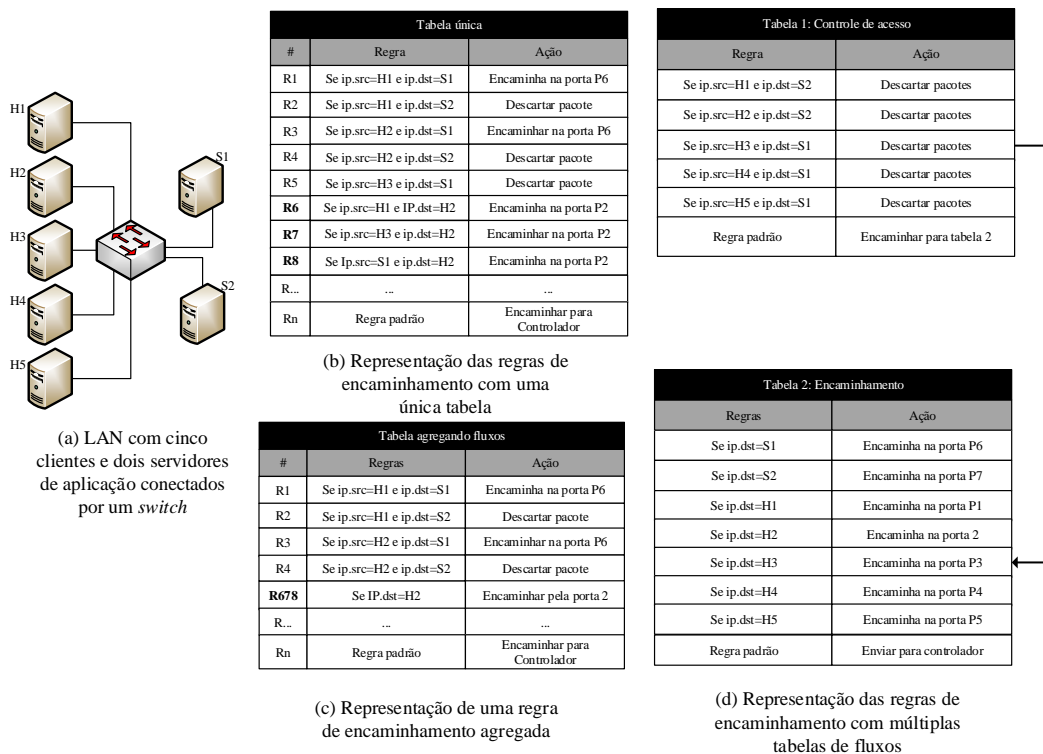 H1
H2
H3
H4
H5
S1
S2
(a) LAN com cinco
clientes e dois servidores
de aplicação conectados
por um switch
Tabela única
# Regra Ação
R1 Se ip.src=H1 e ip.dst=S1 Encaminha na porta P6
R2 Se ip.src=H1 e ip.dst=S2 Descartar pacote
R3 Se ip.src=H2 e ip.dst=S1 Encaminhar na porta P6
R4 Se ip.src=H2 e ip.dst=S2 Descartar pacote
R5 Se ip.src=H3 e ip.dst=S1 Descartar pacote
R6 Se ip.src=H1 e IP.dst=H2 Encaminha na porta P2
R7 Se ip.src=H3 e ip.dst=H2 Encaminhar na porta P2
R8 Se Ip.src=S1 e ip.dst=H2 Encaminha na porta P2
R... ... ...
Rn Regra padrão Encaminhar para
Controlador
(b) Representação das regras de
encaminhamento com uma
única tabela
Tabela agregando fluxos
# Regras Ação
R1 Se ip.src=H1 e ip.dst=S1 Encaminha na porta P6
R2 Se ip.src=H1 e ip.dst=S2 Descartar pacote
R3 Se ip.src=H2 e ip.dst=S1 Encaminhar na porta P6
R4 Se ip.src=H2 e ip.dst=S2 Descartar pacote
R678 Se IP.dst=H2 Encaminhar pela porta 2
R... ... ...
Rn Regra padrão Encaminhar para
Controlador
(c) Representação de uma regra
de encaminhamento agregada
Tabela 1: Controle de acesso
Regra Ação
Se ip.src=H1 e ip.dst=S2 Descartar pacotes
Se ip.src=H2 e ip.dst=S2 Descartar pacotes
Se ip.src=H3 e ip.dst=S1 Descartar pacotes
Se ip.src=H4 e ip.dst=S1 Descartar pacotes
Se ip.src=H5 e ip.dst=S1 Descartar pacotes
Regra padrão Encaminhar para tabela 2
Tabela 2: Encaminhamento
Regras Ação
Se ip.dst=S1 Encaminha na porta P6
Se ip.dst=S2 Encaminha na porta P7
Se ip.dst=H1 Encaminha na porta P1
Se ip.dst=H2 Encaminha na porta 2
Se ip.dst=H3 Encaminha na porta P3
Se ip.dst=H4 Encaminha na porta P4
Se ip.dst=H5 Encaminha na porta P5
Regra padrão Enviar para controlador
(d) Representação das regras de
encaminhamento com múltiplas
tabelas de fluxos